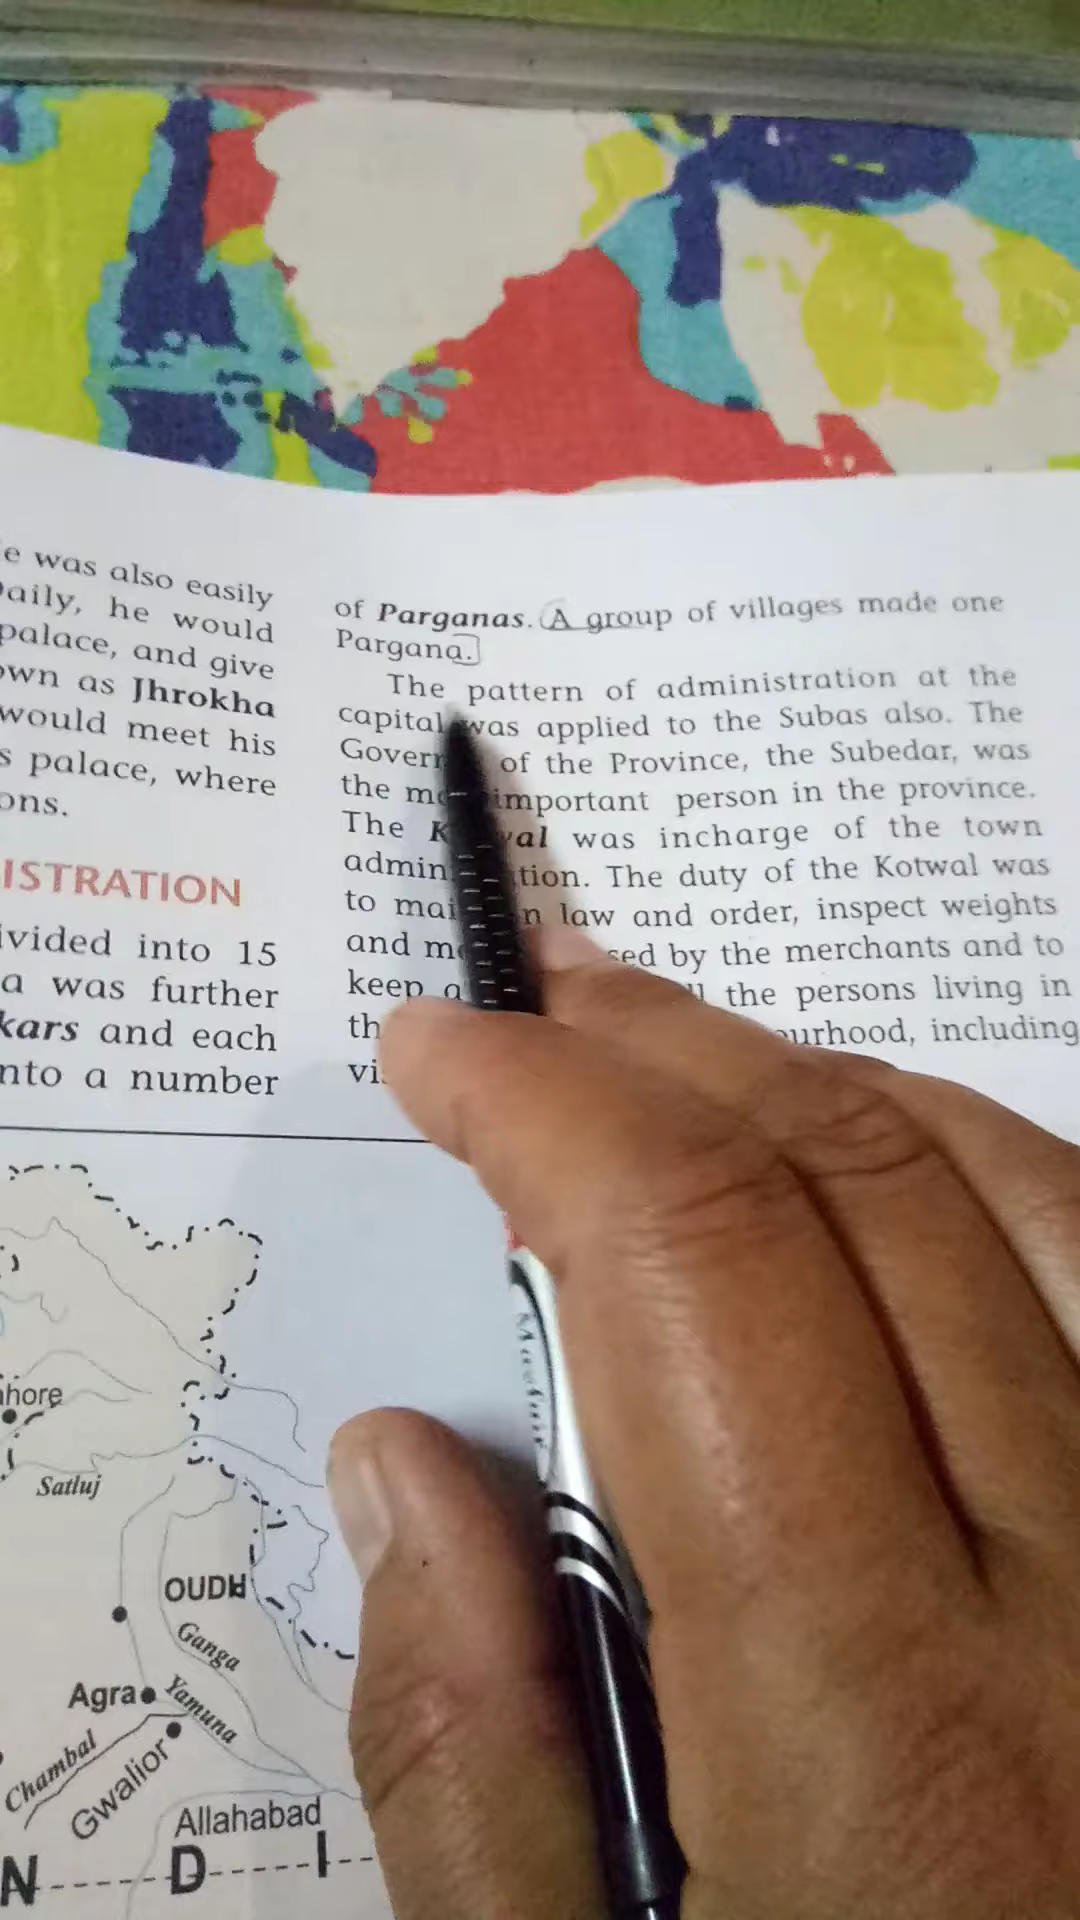 e was also easily
Daily, he would
palace, and give
own as Jhrokha
would meet his
s palace, where
ons.
ISTRATION
ivided into 15
a was further
kars and each
nto a number
of Parganas. A group of villages made one
Pargana.
The pattern of administration at the
capital was applied to the Subas also. The
Govern of the Province, the Subedar, was
the important person in the province.
The was incharge of the town
The duty of the Kotwal was
to law and order, inspect weights
and by the merchants and to
keep the persons living in
including
hore
Satluj
OUDH
Ganga
Agra
Yamuna
Chambal
Gwalior
Allahabad
N D I